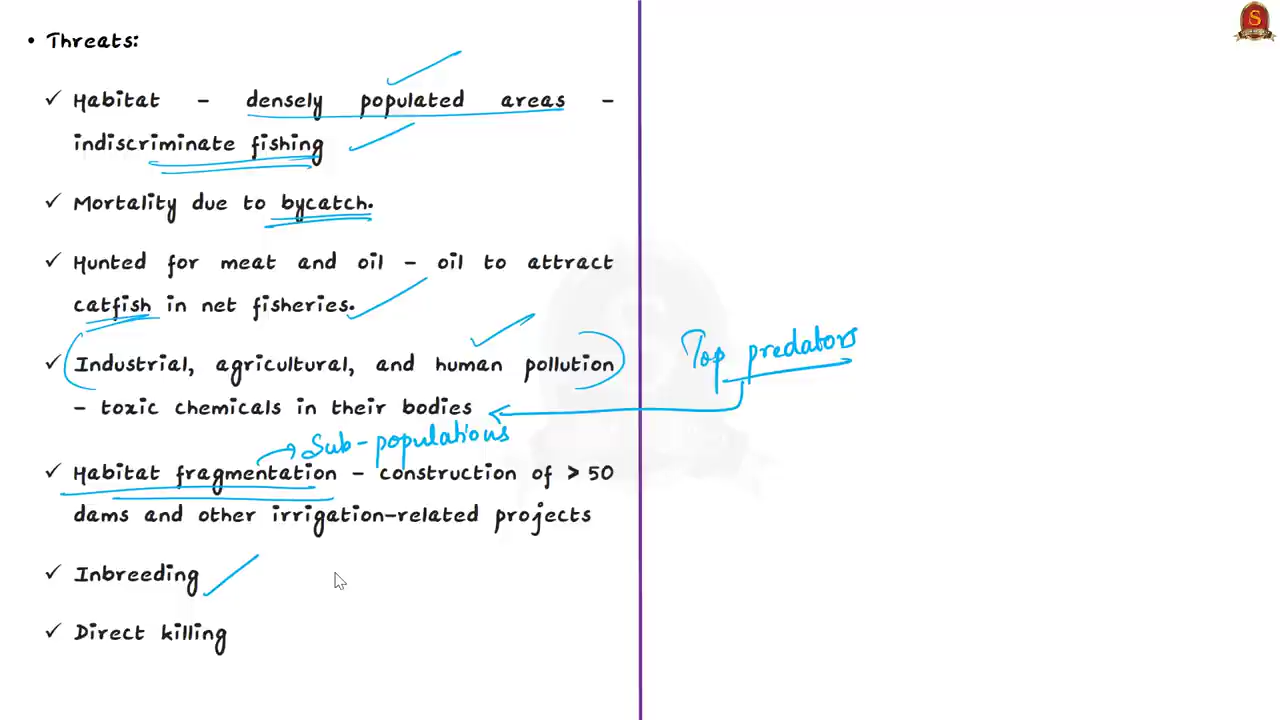 • Threats:
✓ Habitat - densely populated areas -
indiscriminate fishing
✓ Mortality due to bycatch.
✓ Hunted for meat and oil - oil to attract
catfish in net fisheries.
✓ Industrial, agricultural, and human pollution
- toxic chemicals in their bodies
Top predators
Sub-populations
✓ Habitat fragmentation - construction of > 50
dams and other irrigation-related projects
✓ Inbreeding
✓ Direct killing